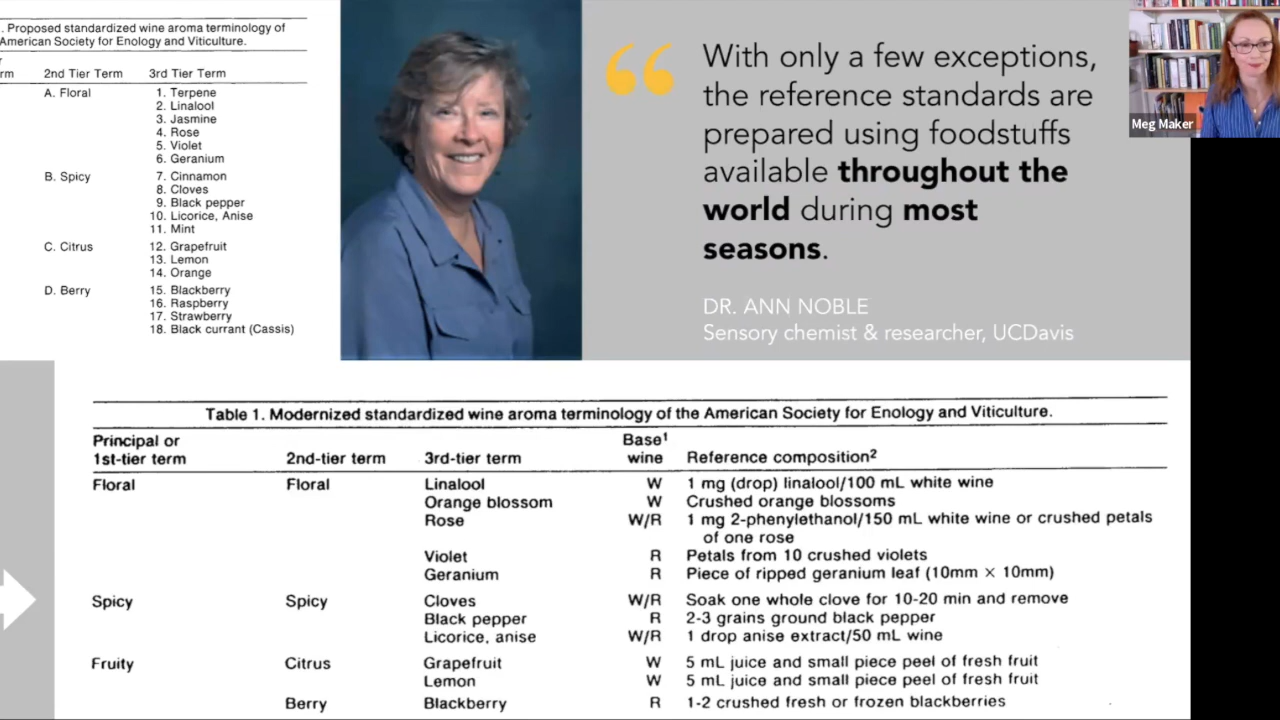 . Proposed standardized wine aroma terminology of
American Society for Enology and Viticulture.
r
rm 2nd Tier Term 3rd Tier Term
A. Floral 1. Terpene
2. Linalool
3. Jasmine
4. Rose
5. Violet
6. Geranium
B. Spicy 7. Cinnamon
8. Cloves
9. Black pepper
10. Licorice, Anise
11. Mint
C. Citrus 12. Grapefruit
13. Lemon
14. Orange
D. Berry 15. Blackberry
16. Raspberry
17. Strawberry
18. Black currant (Cassis)
“
With only a few exceptions,
the reference standards are
prepared using foodstuffs
available throughout the
world during most
seasons.
DR. ANN NOBLE
Sensory chemist & researcher, UCDavis
Meg Maker
Table 1. Modernized standardized wine aroma terminology of the American Society for Enology and Viticulture.
Principal or Base¹
1st-tier term 2nd-tier term 3rd-tier term wine Reference composition²
Floral Floral Linalool W 1 mg (drop) linalool/100 mL white wine
Orange blossom W Crushed orange blossoms
Rose W/R 1 mg 2-phenylethanol/150 mL white wine or crushed petals
of one rose
Violet R Petals from 10 crushed violets
Geranium R Piece of ripped geranium leaf (10mm × 10mm)
Spicy Spicy Cloves W/R Soak one whole clove for 10-20 min and remove
Black pepper R 2-3 grains ground black pepper
Licorice, anise W/R 1 drop anise extract/50 mL wine
Fruity Citrus Grapefruit W 5 mL juice and small piece peel of fresh fruit
Lemon W 5 mL juice and small piece peel of fresh fruit
Berry Blackberry R 1-2 crushed fresh or frozen blackberries